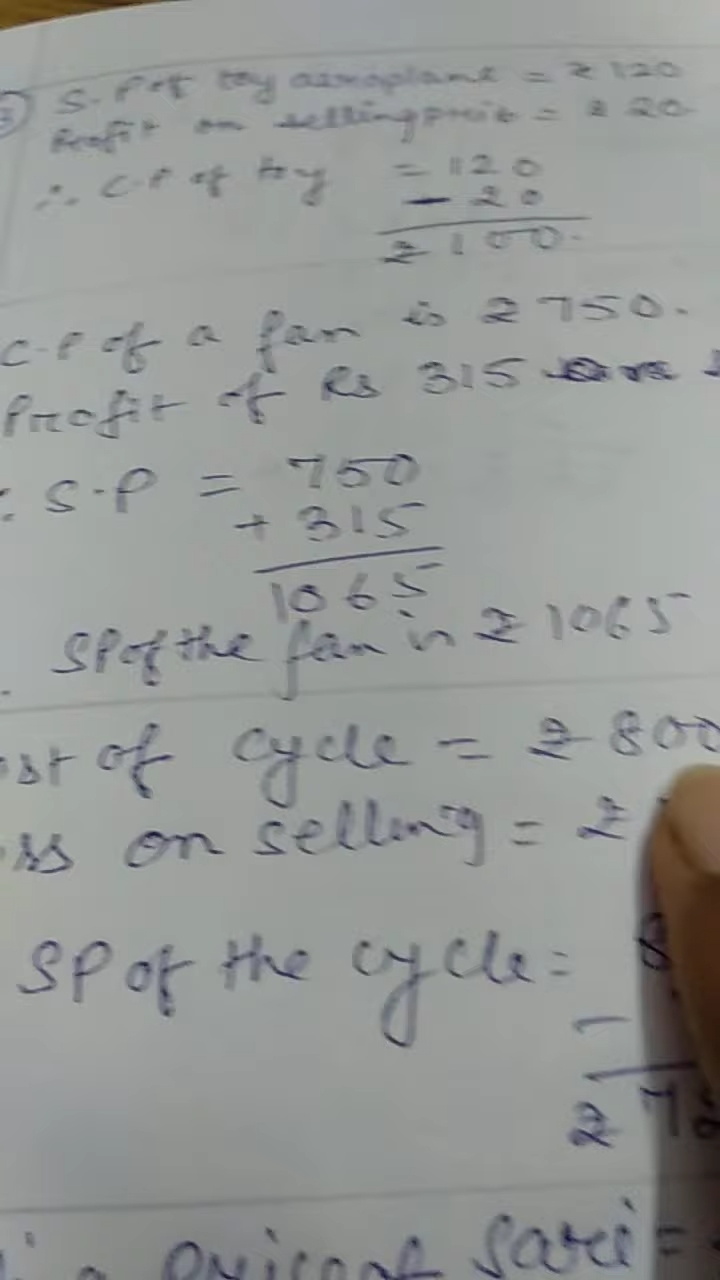 S.P of toy aeroplane = ₹ 120
Profit on selling price = ₹ 20
∴ C.P of toy = 120
- 20
₹ 100.
C.P of a fan is ₹ 750.
Profit of Rs 315
S.P = 750
+ 315
1065
SP of the fan is ₹ 1065
of cycle = ₹ 800
on selling = ₹
SP of the cycle =
-
₹ 7
sari =